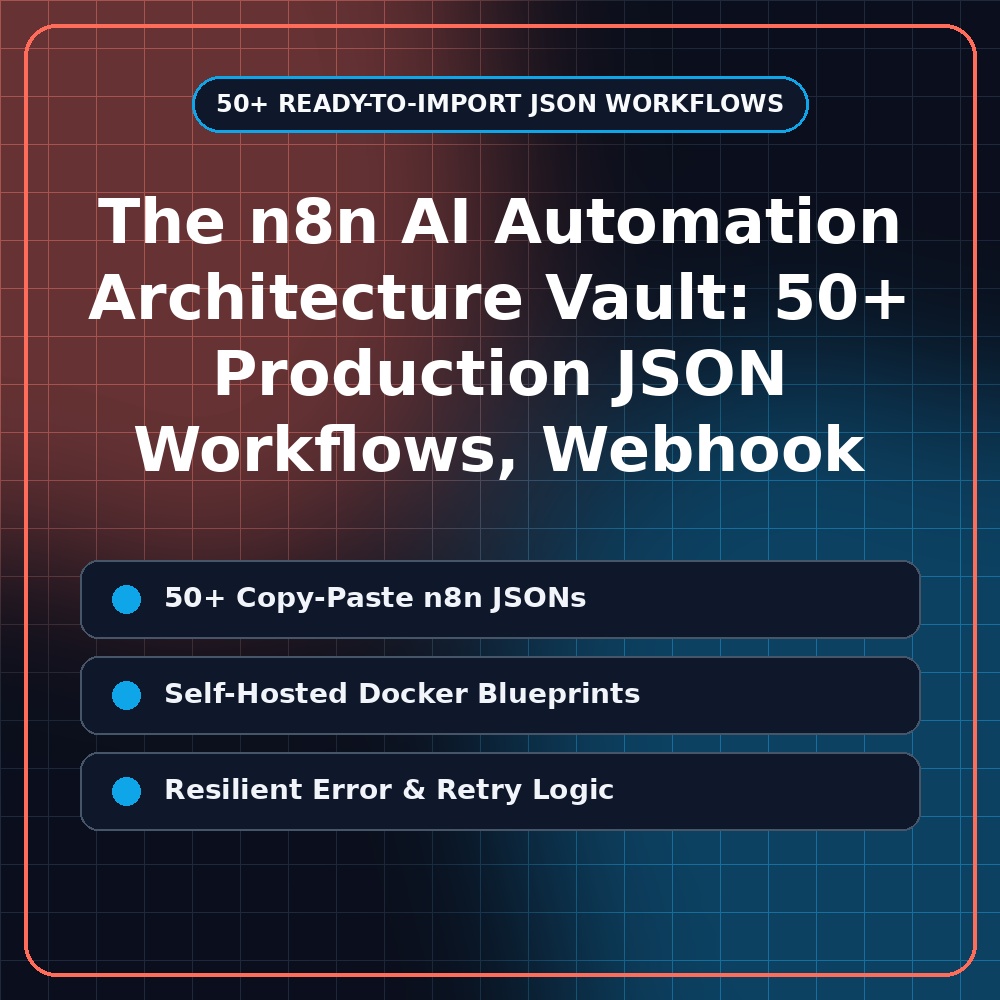 50+ READY-TO-IMPORT JSON WORKFLOWS
The n8n AI Automation
Architecture Vault: 50+
Production JSON
Workflows, Webhook
50+ Copy-Paste n8n JSONs
Self-Hosted Docker Blueprints
Resilient Error & Retry Logic